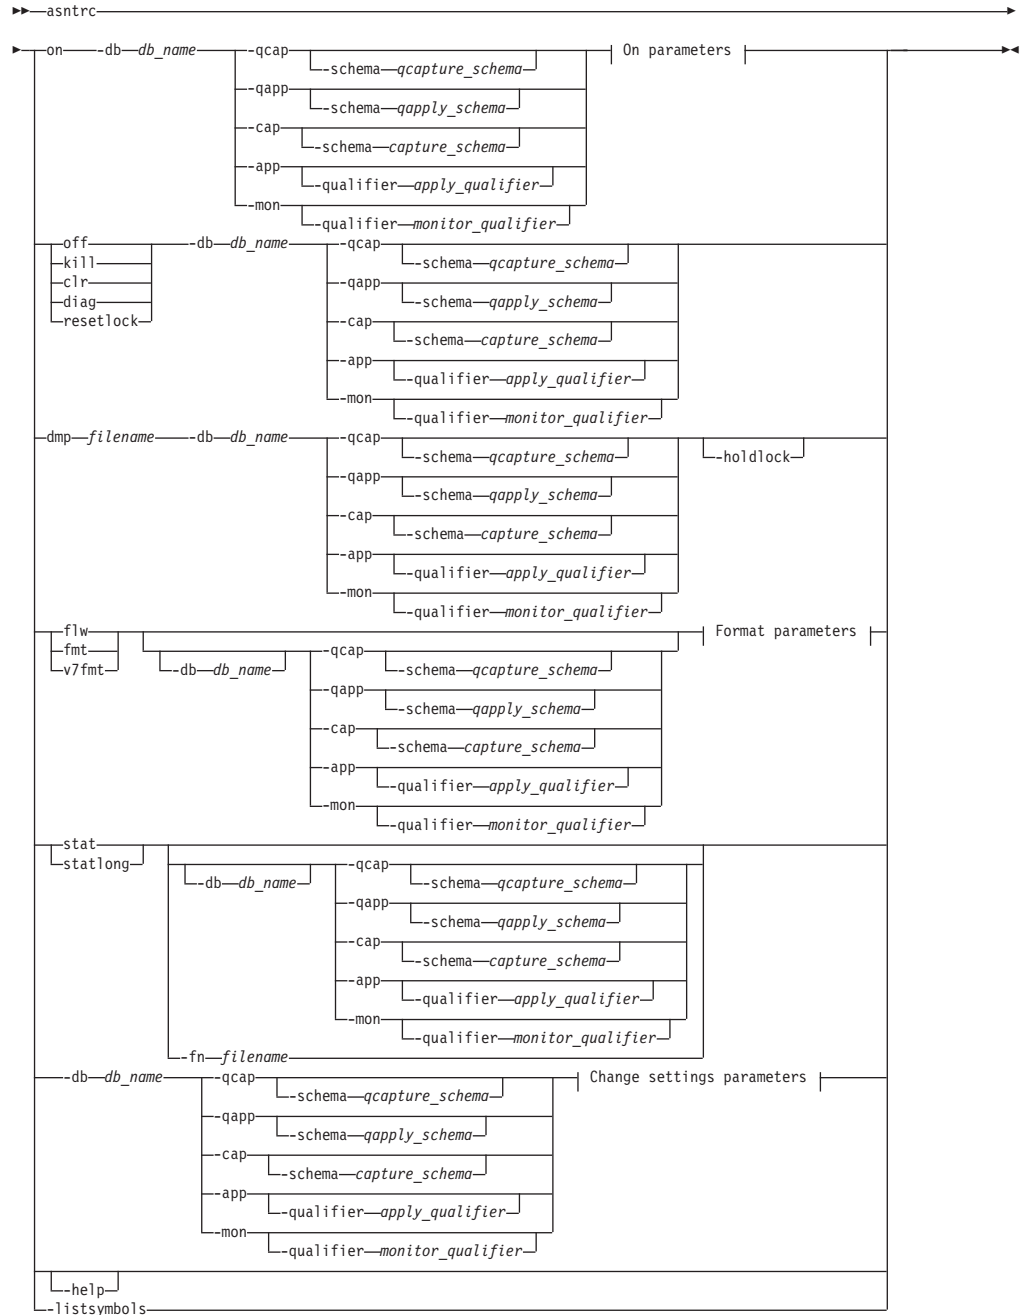 asntrc
on -db db_name -qcap On parameters
-schema qcapture_schema
-qapp
-schema qapply_schema
-cap
-schema capture_schema
-app
-qualifier apply_qualifier
-mon
-qualifier monitor_qualifier
off -db db_name -qcap
kill -schema qcapture_schema
clr -qapp
diag -schema qapply_schema
resetlock -cap
-schema capture_schema
-app
-qualifier apply_qualifier
-mon
-qualifier monitor_qualifier
dmp filename -db db_name -qcap
-schema qcapture_schema -holdlock
-qapp
-schema qapply_schema
-cap
-schema capture_schema
-app
-qualifier apply_qualifier
-mon
-qualifier monitor_qualifier
flw Format parameters
fmt -qcap
v7fmt -db db_name -schema qcapture_schema
-qapp
-schema qapply_schema
-cap
-schema capture_schema
-app
-qualifier apply_qualifier
-mon
-qualifier monitor_qualifier
stat
statlong -qcap
-db db_name -schema qcapture_schema
-qapp
-schema qapply_schema
-cap
-schema capture_schema
-app
-qualifier apply_qualifier
-mon
-qualifier monitor_qualifier
-fn filename
-db db_name -qcap Change settings parameters
-schema qcapture_schema
-qapp
-schema qapply_schema
-cap
-schema capture_schema
-app
-qualifier apply_qualifier
-mon
-qualifier monitor_qualifier
-help
-listsymbols